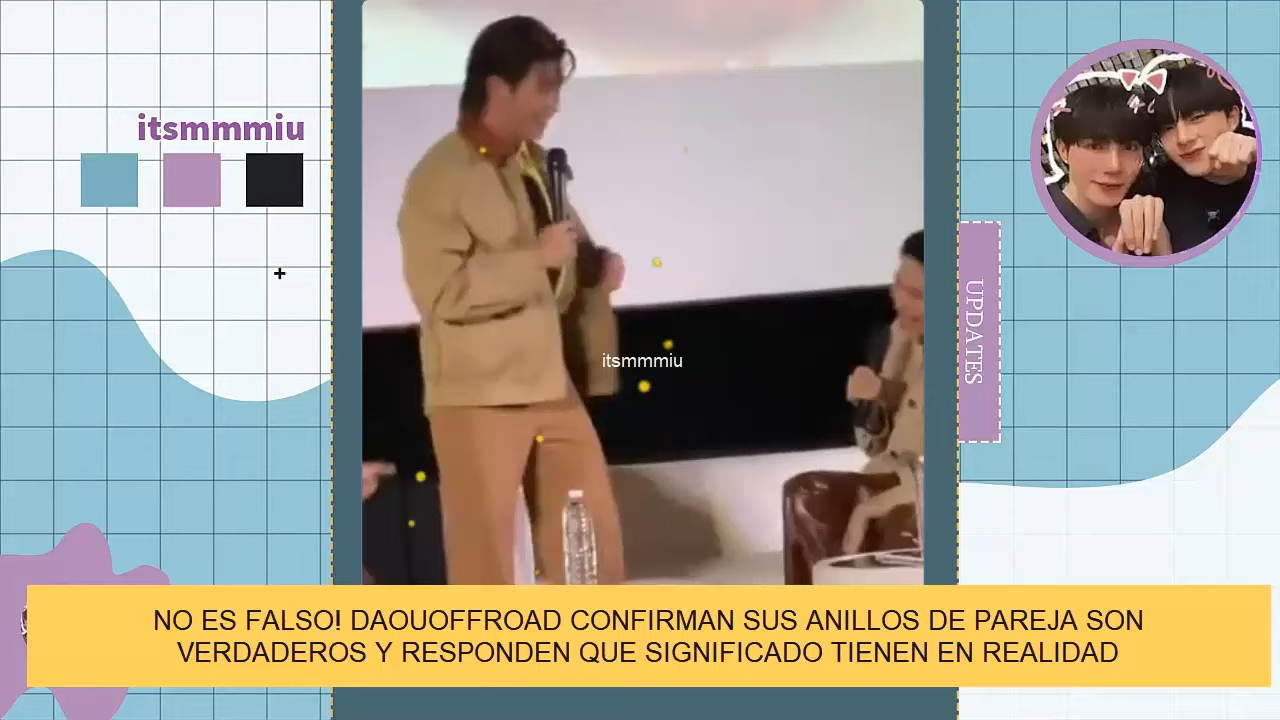 itsmmmiu
itsmmmiu
UPDATES
NO ES FALSO! DAOUOFFROAD CONFIRMAN SUS ANILLOS DE PAREJA SON
VERDADEROS Y RESPONDEN QUE SIGNIFICADO TIENEN EN REALIDAD